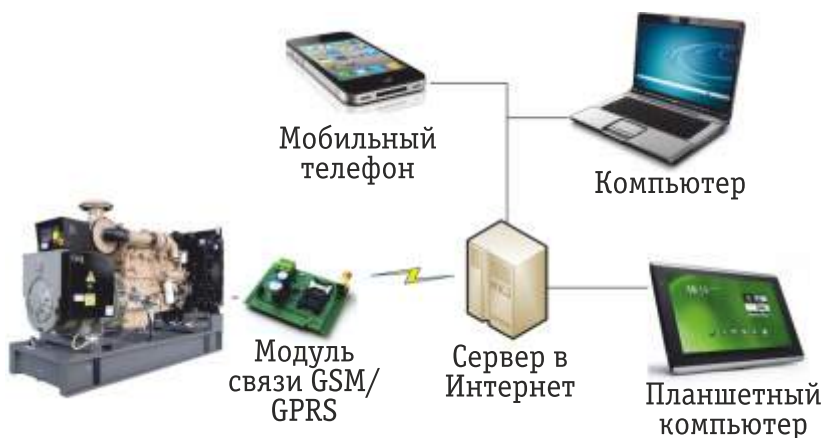 Мобильный
телефон
Компьютер
Модуль
связи GSM/
GPRS
Сервер в
Интернет
Планшетный
компьютер